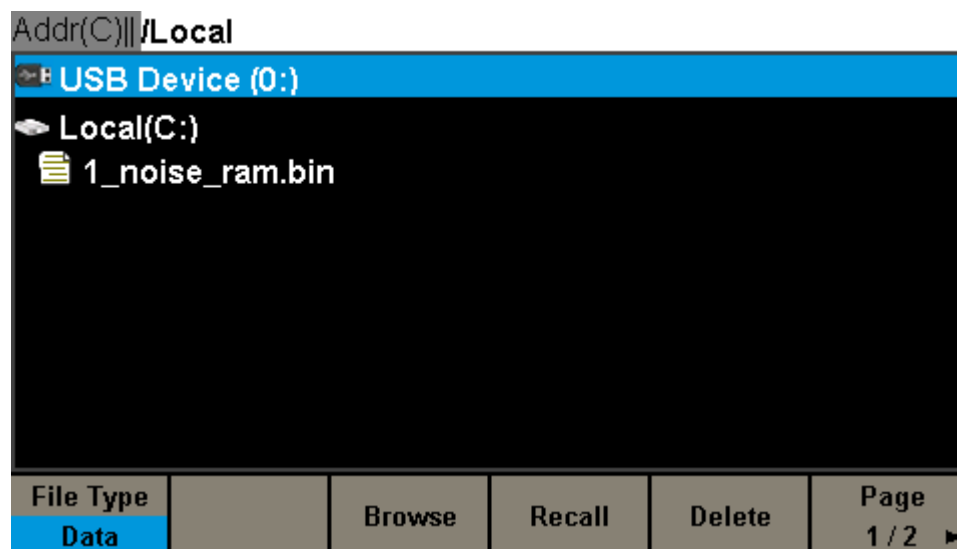 Addr(C)|| /Local
USB Device (0:)
Local(C:)
1_noise_ram.bin
File Type
Data
Browse
Recall
Delete
Page
1 / 2